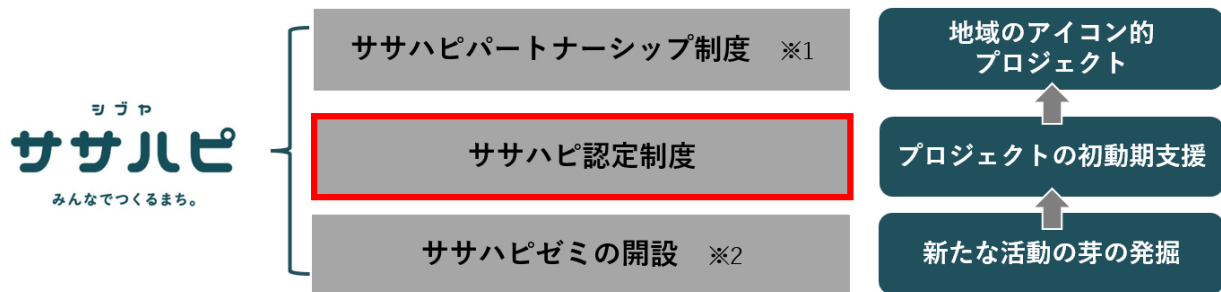 シブヤ
ササハピ
みんなでつくるまち。
ササハピパートナーシップ制度 ※1
地域のアイコン的
プロジェクト
ササハピ認定制度
プロジェクトの初動期支援
ササハピゼミの開設 ※2
新たな活動の芽の発掘